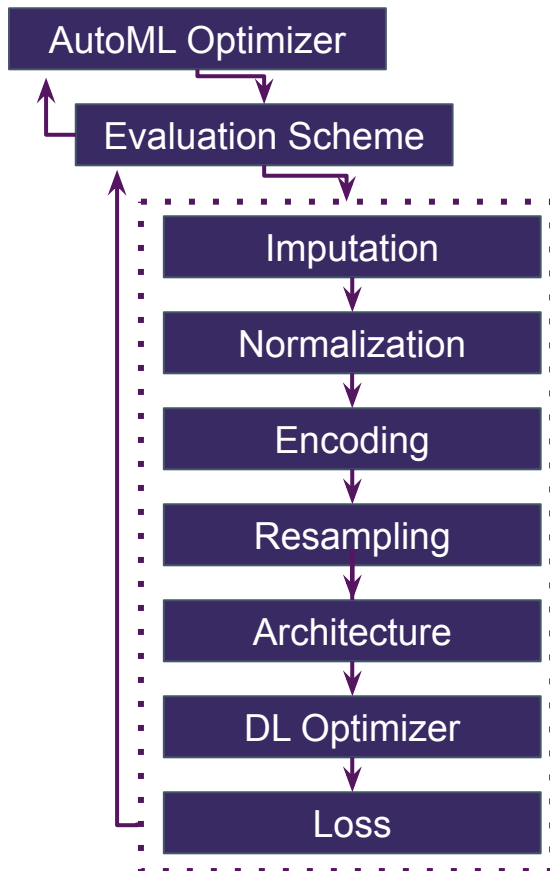 AutoML Optimizer
Evaluation Scheme
Imputation
Normalization
Encoding
Resampling
Architecture
DL Optimizer
Loss